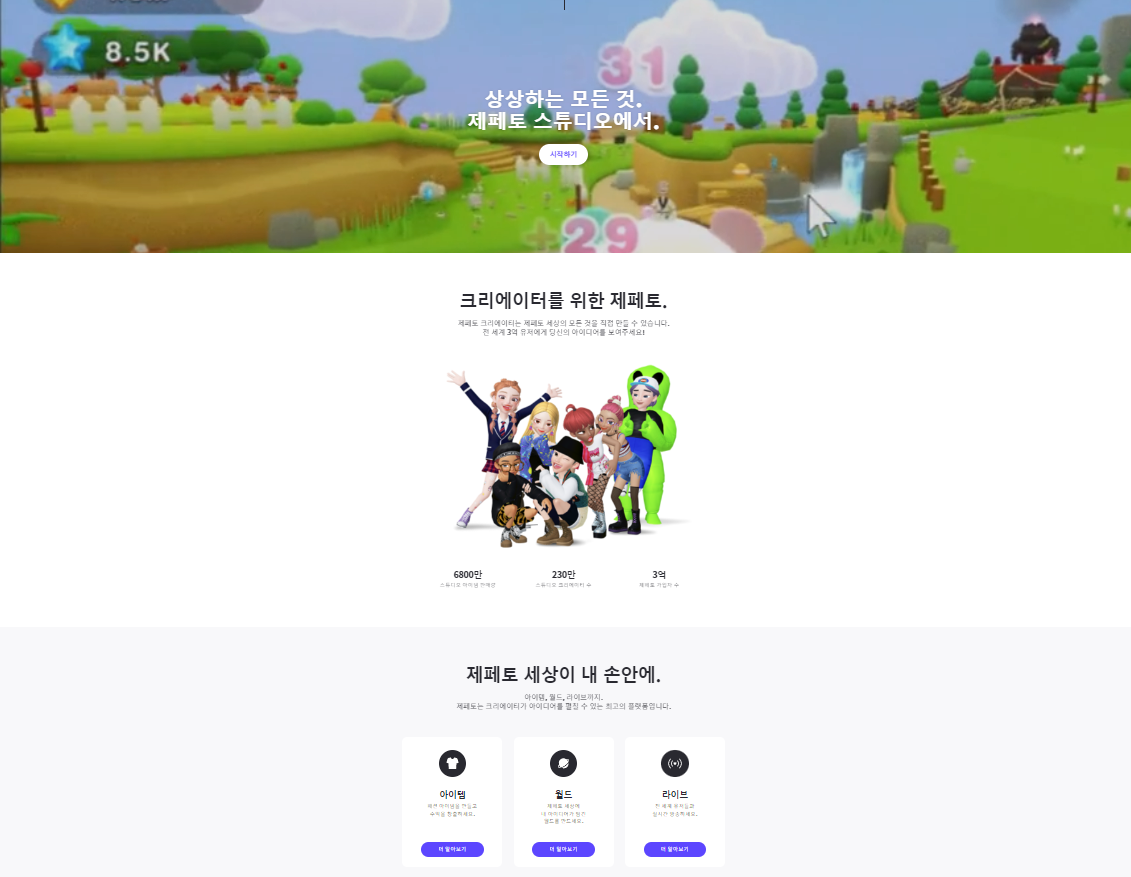 8.5K
31
상상하는 모든 것.
제페토 스튜디오에서.
시작하기
+29
크리에이터를 위한 제페토.
제페토 크리에이터는 제페토 세상의 모든 것을 직접 만들 수 있습니다.
전 세계 3억 유저에게 당신의 아이디어를 보여주세요!
6800만
230만
3억
스튜디오 아이템 판매량
스튜디오 크리에이터 수
제페토 가입자 수
제페토 세상이 내 손안에.
아이템, 월드, 라이브까지.
제페토는 크리에이터가 아이디어를 펼칠 수 있는 최고의 플랫폼입니다.
아이템
패션 아이템을 만들고
수익을 창출하세요.
더 알아보기
월드
제페토 세상에
내 아이디어가 담긴
월드를 만드세요.
더 알아보기
라이브
전 세계 유저들과
실시간 방송하세요.
더 알아보기